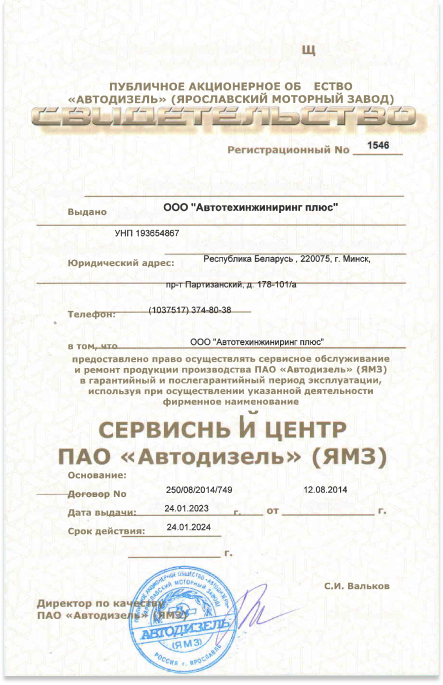 Щ
ПУБЛИЧНОЕ АКЦИОНЕРНОЕ ОБ ЕСТВО
«АВТОДИЗЕЛЬ» (ЯРОСЛАВСКИЙ МОТОРНЫЙ ЗАВОД)
СВИДЕТЕЛЬСТВО
Регистрационный No 1546
Выдано ООО "Автотехинжиниринг плюс"
УНП 193654867
Юридический адрес: Республика Беларусь , 220075, г. Минск,
пр-т Партизанский, д. 178-101/а
Телефон: (1037517) 374-80-38
в том, что ООО "Автотехинжиниринг плюс"
предоставлено право осуществлять сервисное обслуживание
и ремонт продукции производства ПАО «Автодизель» (ЯМЗ)
в гарантийный и послегарантийный период эксплуатации,
используя при осуществлении указанной деятельности
фирменное наименование
СЕРВИСНЬ Й ЦЕНТР
ПАО «Автодизель» (ЯМЗ)
Основание:
Договор No 250/08/2014/749 12.08.2014
Дата выдачи: 24.01.2023 г. от г.
Срок действия: 24.01.2024
г.
С.И. Вальков
Директор по качеству
ПАО «Автодизель» (ЯМЗ)
АВТОДИЗЕЛЬ
(ЯМЗ)
РОССИЯ г. ЯРОСЛАВЛЬ